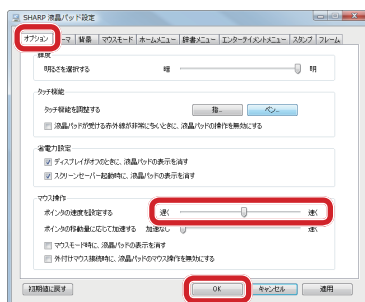 SHARP 液晶パッド設定
オプション テーマ 背景 マウスモード ホームメニュー 辞書メニュー エンターテイメントメニュー スタンプ フレーム
輝度
明るさを選択する 暗 明
タッチ機能
タッチ機能を調整する 指... ペン...
液晶パッドが受ける赤外線が非常に多いときに、液晶パッドの操作を無効にする
省電力設定
ディスプレイがオフのときに、液晶パッドの表示を消す
スクリーンセーバー起動時に、液晶パッドの表示を消す
マウス操作
ポインタの速度を設定する 遅く 速く
ポインタの移動量に応じて加速する 加速なし 速く
マウスモード時に、液晶パッドの表示を消す
外付けマウス接続時に、液晶パッドのマウス操作を無効にする
初期値に戻す OK キャンセル 適用